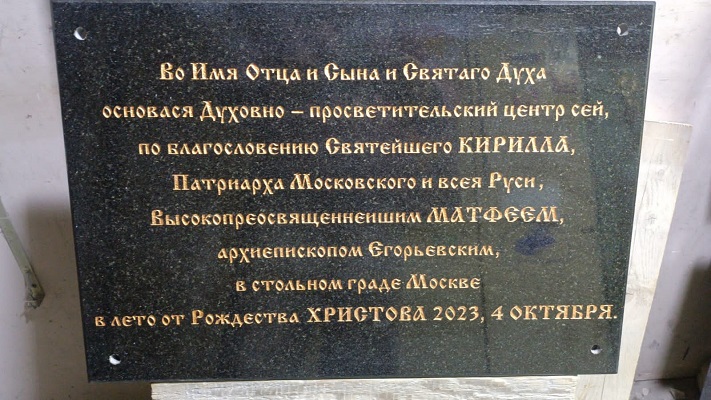 Во Имя Отца и Сына и Святаго Духа
основася Духовно – просветительский центр сей,
по благословению Святейшего КИРИЛЛА,
Патриарха Московского и всея Руси,
Высокопреосвященнейшим МАТФЕЕМ,
архиепископом Егорьевским,
в стольном граде Москве
в лето от Рождества ХРИСТОВА 2023, 4 ОКТЯБРЯ.